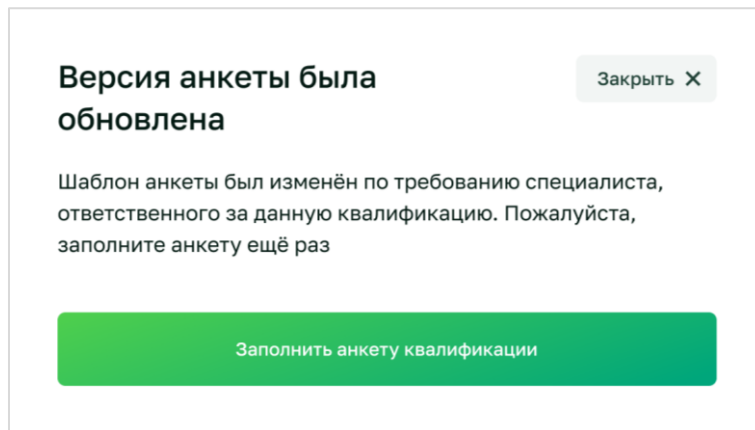 Версия анкеты была
обновлена
Закрыть
Шаблон анкеты был изменён по требованию специалиста,
ответственного за данную квалификацию. Пожалуйста,
заполните анкету ещё раз
Заполнить анкету квалификации